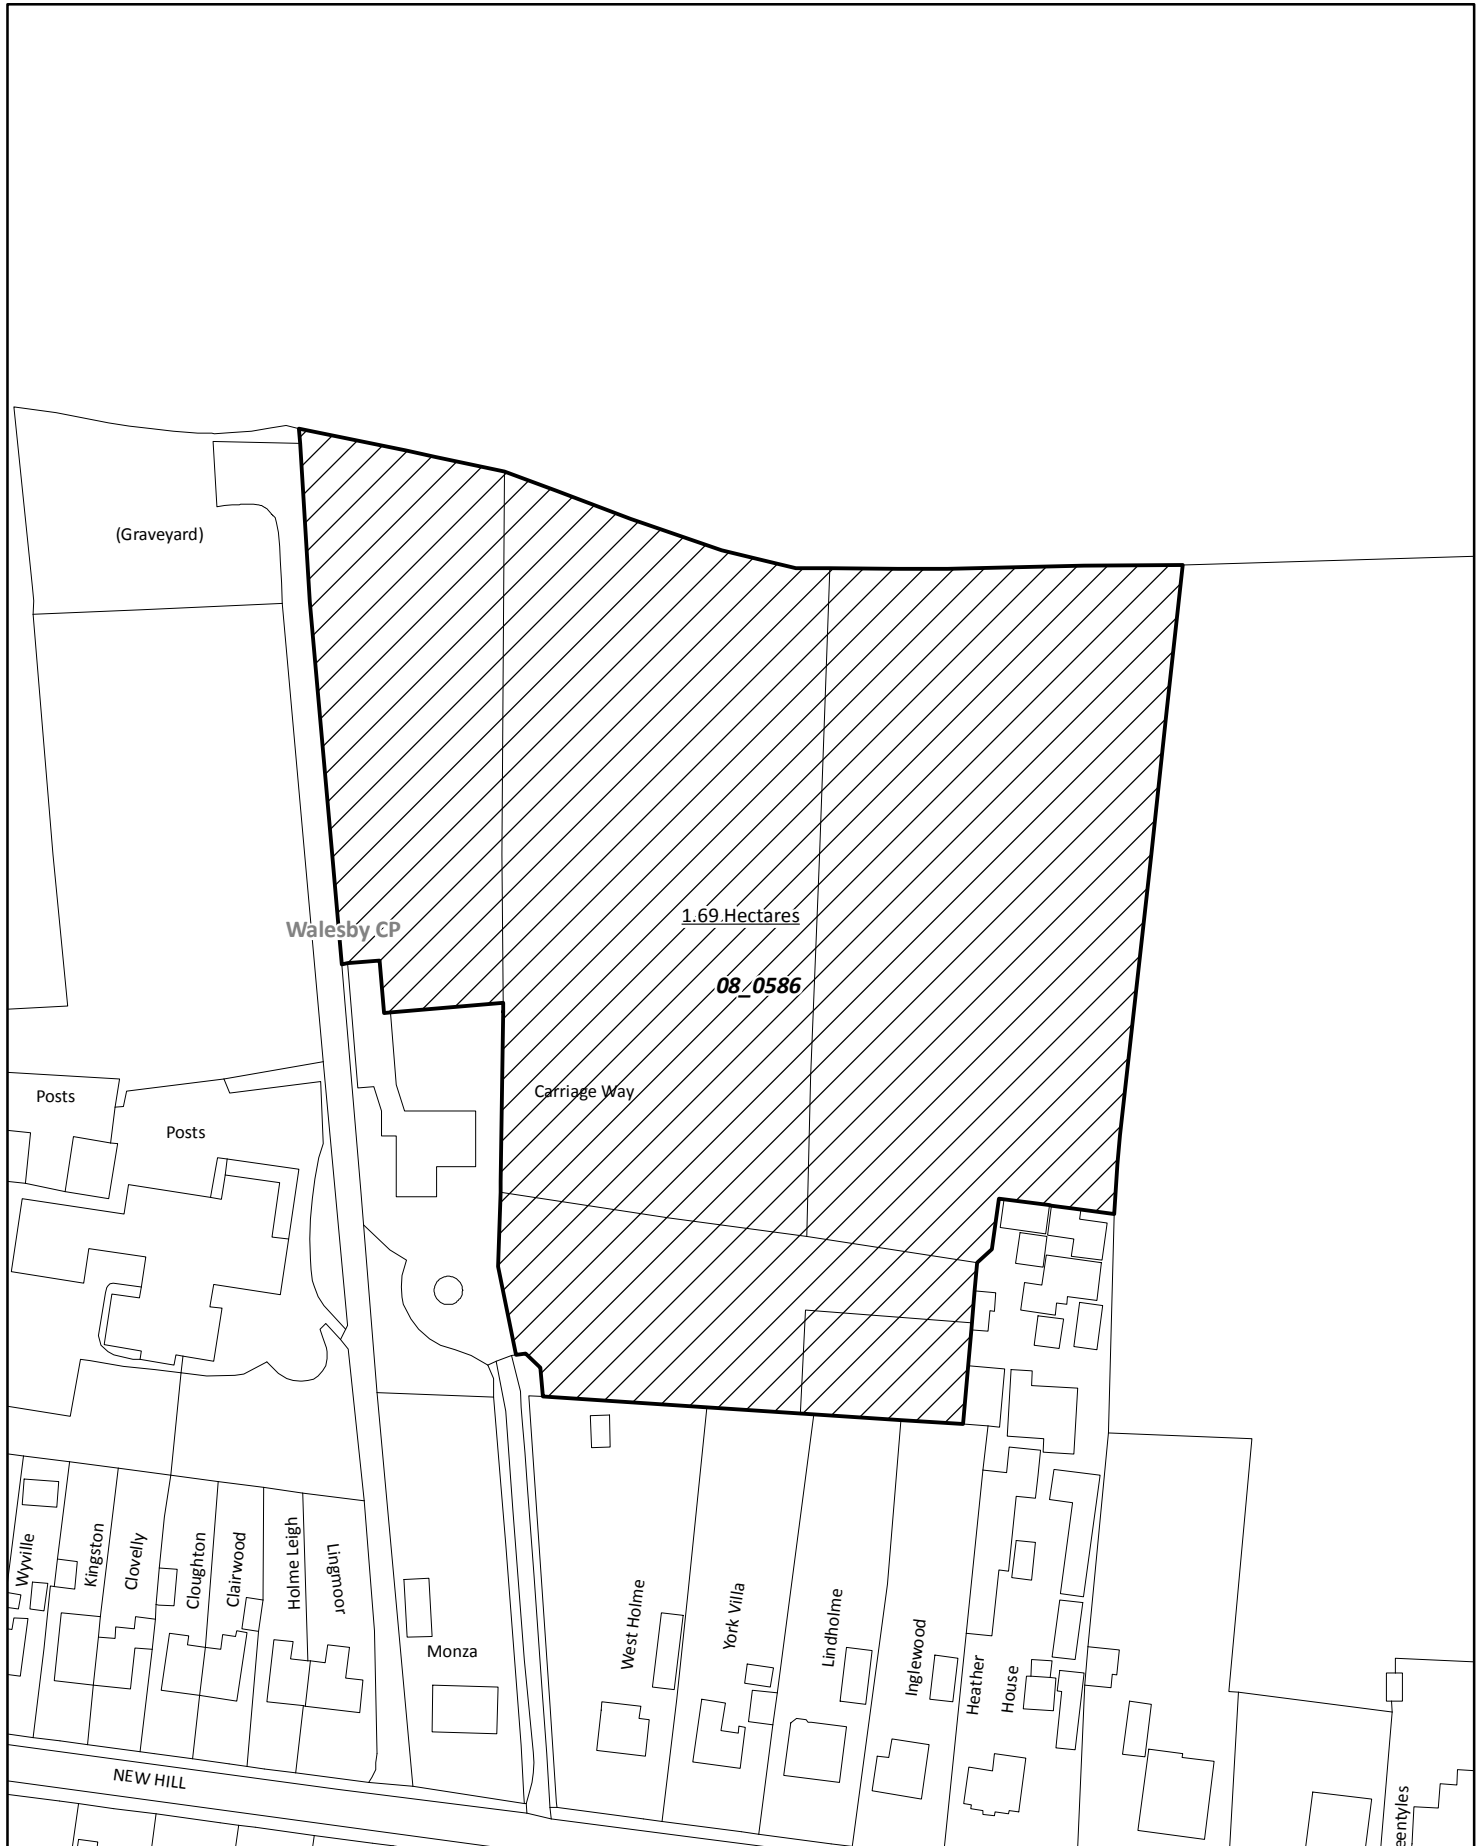 (Graveyard)
1.69 Hectares
Walesby CP
08_0586
Carriage Way
Posts
Posts
Wyville
Kingston
Clovelly
Cloughton
Clairwood
Holme Leigh
Lingmoor
Monza
West Holme
York Villa
Lindholme
Inglewood
Heather
House
NEW HILL
eentyles